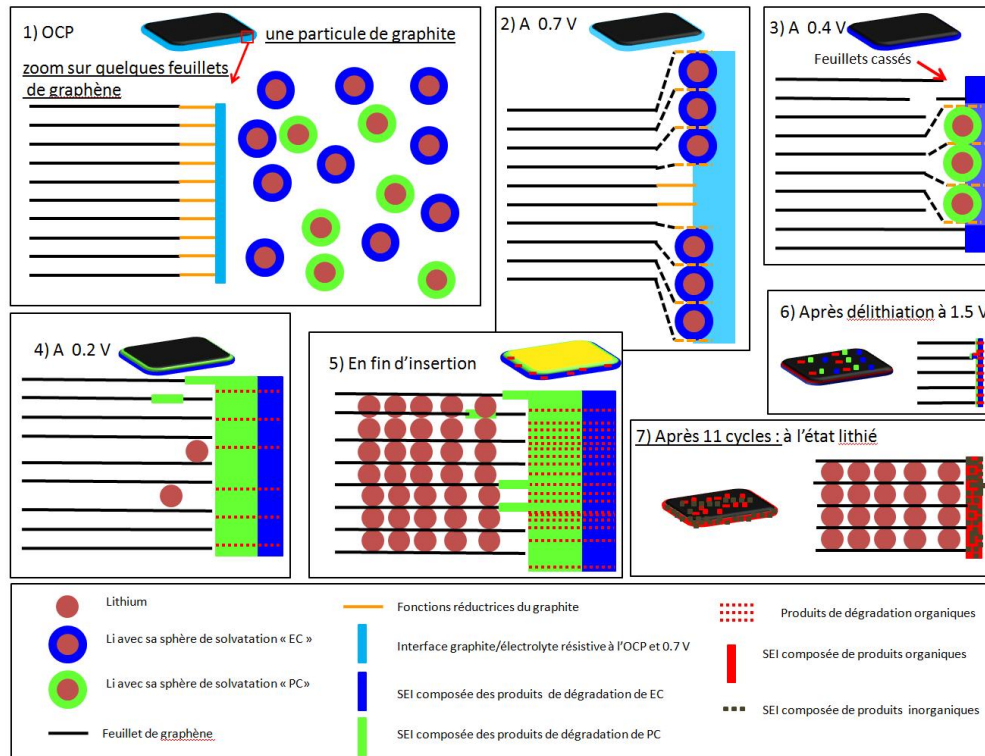 1) OCP
une particule de graphite
zoom sur quelques feuillets
de graphène
2) A 0.7 V
3) A 0.4 V
Feuillets cassés
4) A 0.2 V
5) En fin d'insertion
6) Après délithiation à 1.5 V
7) Après 11 cycles : à l'état lithié
Lithium
Li avec sa sphère de solvatation « EC »
Li avec sa sphère de solvatation « PC»
Feuillet de graphène
Fonctions réductrices du graphite
Interface graphite/électrolyte résistive à l'OCP et 0.7 V
SEI composée des produits de dégradation de EC
SEI composée des produits de dégradation de PC
Produits de dégradation organiques
SEI composée de produits organiques
SEI composée de produits inorganiques